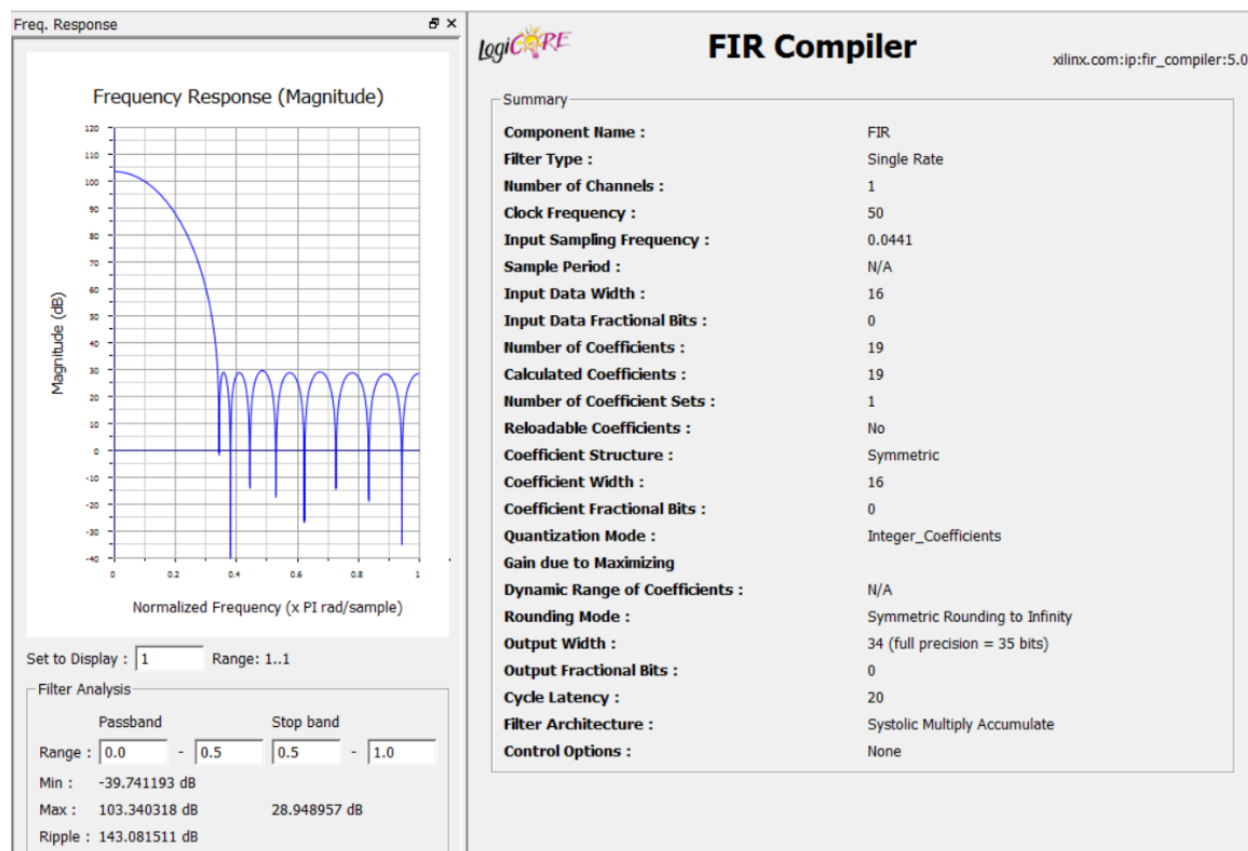 Freq. Response
Frequency Response (Magnitude)
120
110
100
90
80
70
60
50
40
30
20
10
0
-10
-20
-30
-40
Magnitude (dB)
0 0.2 0.4 0.6 0.8 1
Normalized Frequency (x PI rad/sample)
Set to Display : 1 Range: 1..1
Filter Analysis
Passband Stop band
Range : 0.0 - 0.5 0.5 - 1.0
Min : -39.741193 dB
Max : 103.340318 dB 28.948957 dB
Ripple : 143.081511 dB
LogiCORE
FIR Compiler
xilinx.com:ip:fir_compiler:5.0
Summary
Component Name : FIR
Filter Type : Single Rate
Number of Channels : 1
Clock Frequency : 50
Input Sampling Frequency : 0.0441
Sample Period : N/A
Input Data Width : 16
Input Data Fractional Bits : 0
Number of Coefficients : 19
Calculated Coefficients : 19
Number of Coefficient Sets : 1
Reloadable Coefficients : No
Coefficient Structure : Symmetric
Coefficient Width : 16
Coefficient Fractional Bits : 0
Quantization Mode : Integer_Coefficients
Gain due to Maximizing
Dynamic Range of Coefficients : N/A
Rounding Mode : Symmetric Rounding to Infinity
Output Width : 34 (full precision = 35 bits)
Output Fractional Bits : 0
Cycle Latency : 20
Filter Architecture : Systolic Multiply Accumulate
Control Options : None